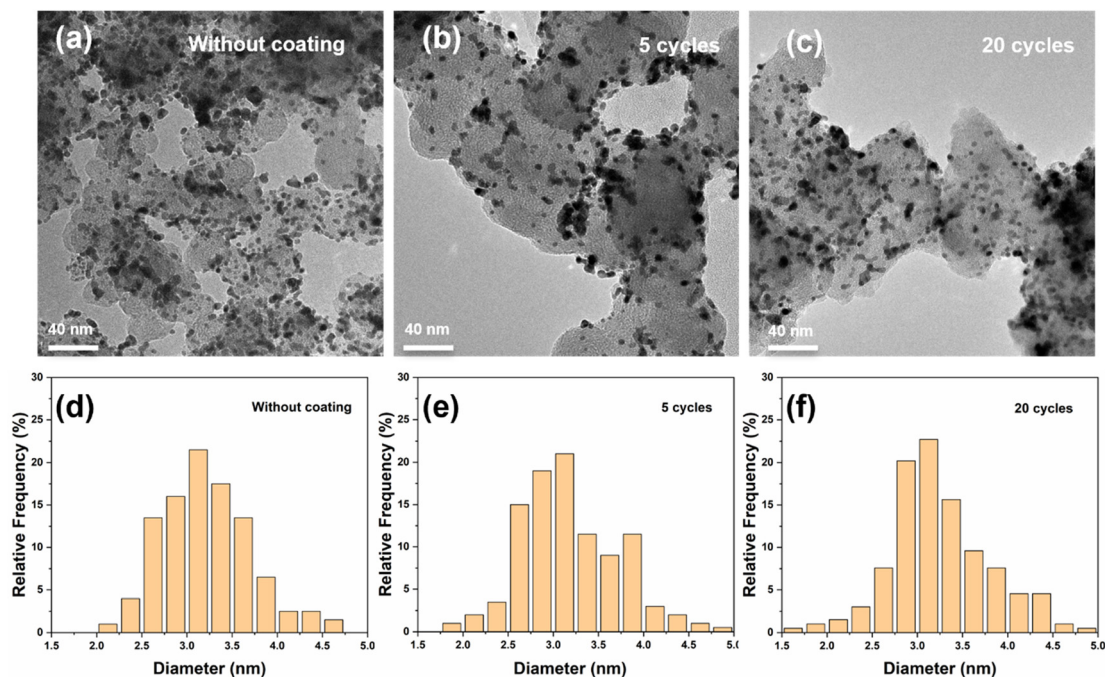 (a)
Without coating
40 nm
(b)
5 cycles
40 nm
(c)
20 cycles
40 nm
(d)
Without coating
Relative Frequency (%)
30
25
20
15
10
5
0
1.5 2.0 2.5 3.0 3.5 4.0 4.5 5.0
Diameter (nm)
(e)
5 cycles
Relative Frequency (%)
30
25
20
15
10
5
0
1.5 2.0 2.5 3.0 3.5 4.0 4.5 5.0
Diameter (nm)
(f)
20 cycles
Relative Frequency (%)
30
25
20
15
10
5
0
1.5 2.0 2.5 3.0 3.5 4.0 4.5 5.0
Diameter (nm)